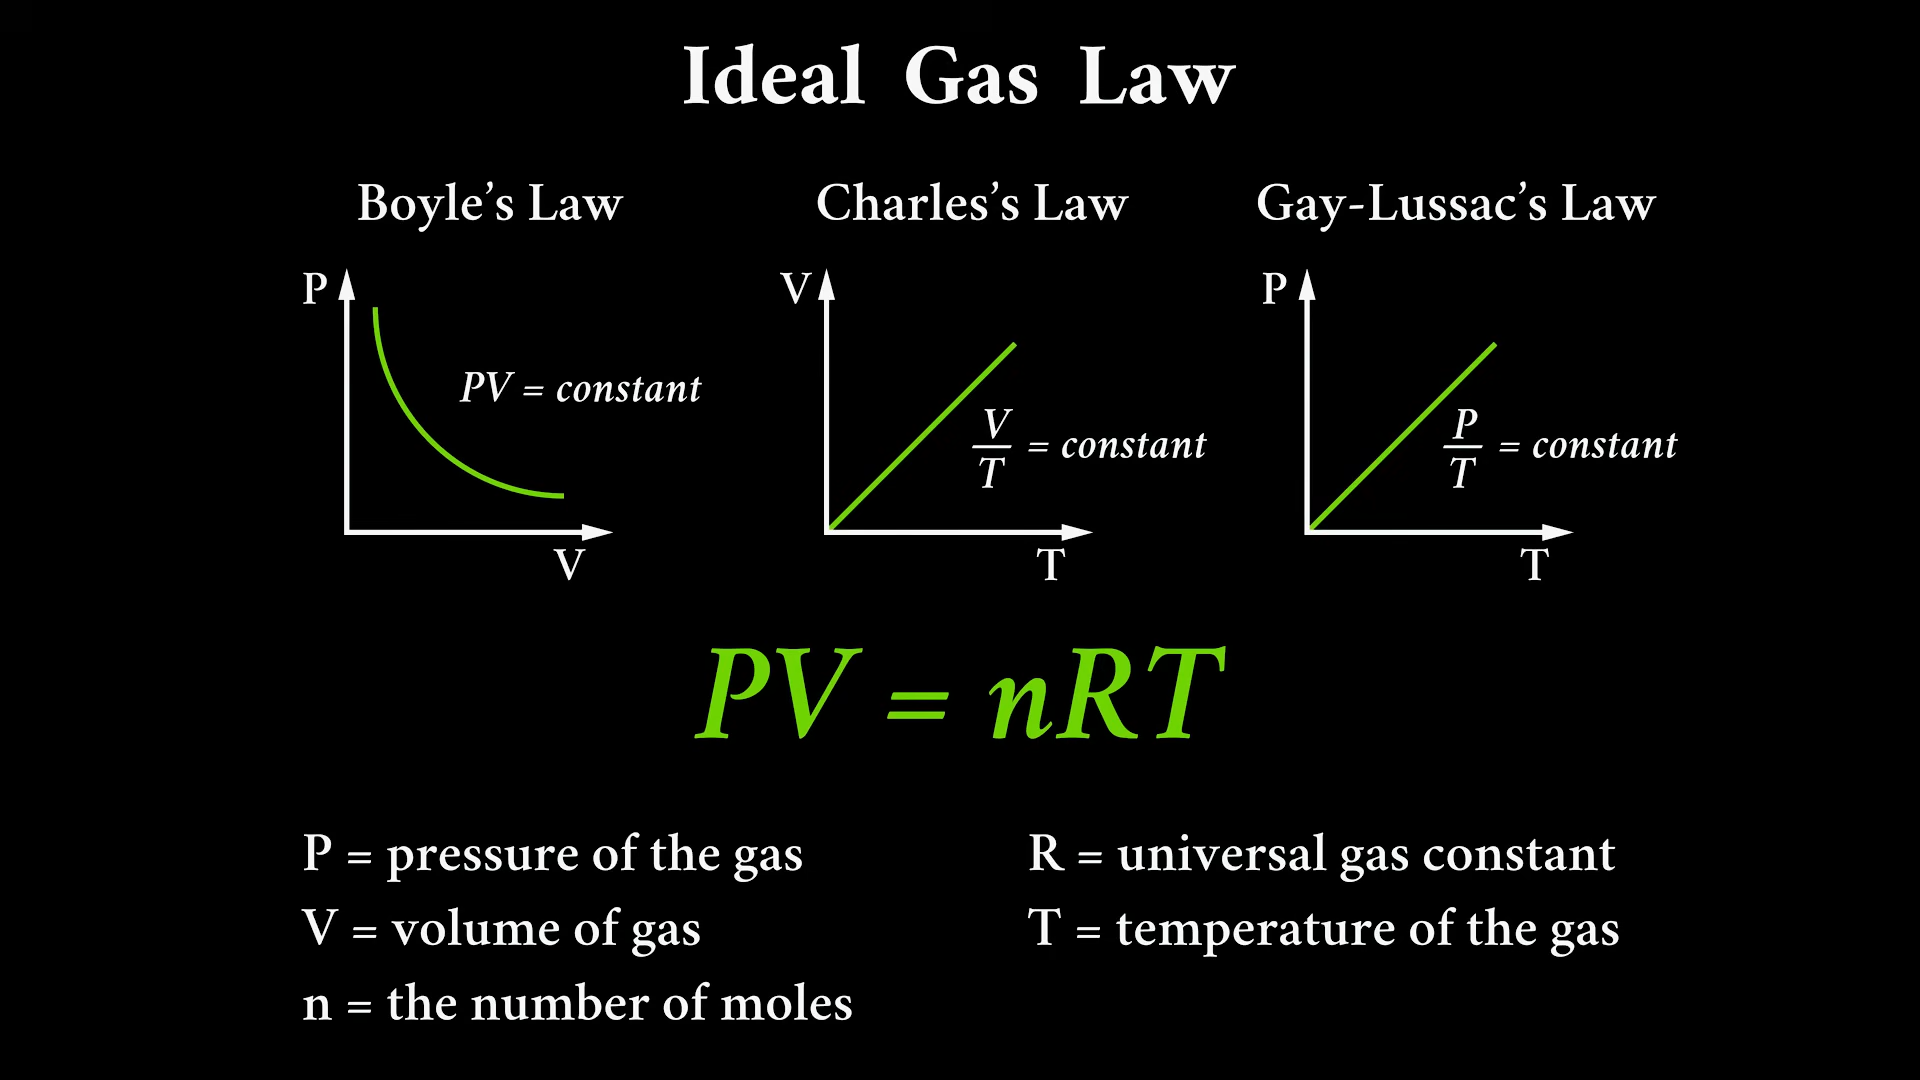 Ideal Gas Law
Boyle’s Law
P
PV = constant
V
Charles’s Law
V
V
T
= constant
T
Gay-Lussac’s Law
P
P
T
= constant
T
PV = nRT
P = pressure of the gas
V = volume of gas
n = the number of moles
R = universal gas constant
T = temperature of the gas